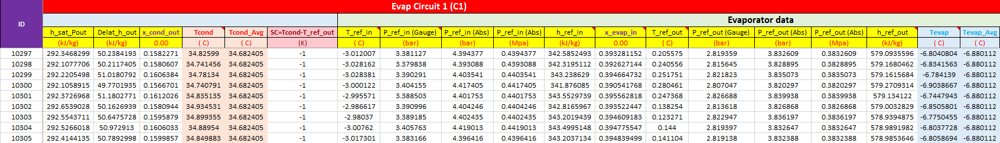 Evap Circuit 1 (C1)
ID
Evaporator data
h_sat_Pout Delat_h_out x_cond_out Tcond Tcond_Avg SC=Tcond-T_ref_out T_ref_in P_ref_in (Gauge) P_ref_in (Abs) P_ref_in (Abs) h_ref_in x_evap_in T_ref_out P_ref_out (Gauge) P_ref_out (Abs) P_ref_out (Abs) h_ref_out Tevap Tevap_Avg
(kJ/kg) (kJ/kg) 0.00 ( C) ( C) (K) ( C) (bar) (bar) (Mpa) (kJ/kg) 0.00 ( C) (bar) (bar) (Mpa) (kJ/kg) ( C) ( C)
10297 292.3468299 50.2384193 0.1582271 34.82599 34.682405 -1 -3.012007 3.381127 4.394377 0.4394377 342.5852493 0.393281152 0.205575 2.819359 3.832609 0.3832609 579.0935596 -6.8040804 -6.880112
10298 292.1077706 50.2117405 0.1580607 34.741456 34.682405 -1 -3.028162 3.379838 4.393088 0.4393088 342.3195112 0.392627144 0.240556 2.815645 3.828895 0.3828895 579.1680462 -6.8341563 -6.880112
10299 292.2205498 51.0180792 0.1606384 34.78134 34.682405 -1 -3.028381 3.390291 4.403541 0.4403541 343.238629 0.394664732 0.251751 2.821823 3.835073 0.3835073 579.1615684 -6.784139 -6.880112
10300 292.1058915 49.7701935 0.1566701 34.740791 34.682405 -1 -3.000122 3.404155 4.417405 0.4417405 341.876085 0.390541768 0.280461 2.807047 3.820297 0.3820297 579.2709314 -6.9038667 -6.880112
10301 292.3726968 51.1802771 0.1612026 34.835135 34.682405 -1 -2.995571 3.388503 4.401753 0.4401753 343.5529739 0.395562818 0.247368 2.826688 3.839938 0.3839938 579.134122 -6.7447943 -6.880112
10302 292.6539028 50.1626939 0.1580944 34.934531 34.682405 -1 -2.986617 3.390996 4.404246 0.4404246 342.8165967 0.393522447 0.138254 2.813618 3.826868 0.3826868 579.0032829 -6.8505801 -6.880112
10303 292.5543711 50.6475728 0.1595879 34.899355 34.682405 -1 -2.98037 3.389185 4.402435 0.4402435 343.2019439 0.394609183 0.123271 2.822947 3.836197 0.3836197 578.9394875 -6.7750455 -6.880112
10304 292.5266018 50.972913 0.1606033 34.88954 34.682405 -1 -3.00762 3.405763 4.419013 0.4419013 343.4995148 0.394775547 0.144 2.819397 3.832647 0.3832647 578.9891982 -6.8037728 -6.880112
10305 292.4144135 50.7892998 0.1599857 34.849883 34.682405 -1 -3.017301 3.383166 4.396416 0.4396416 343.2037134 0.394839499 0.141104 2.819138 3.832388 0.3832388 578.9853646 -6.8058694 -6.880112